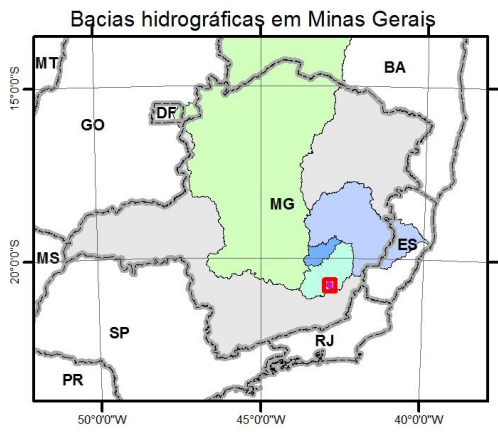 Bacias hidrográficas em Minas Gerais
MT
BA
15°0'0"S
DF
GO
MG
ES
MS
20°0'0"S
SP
RJ
PR
50°0'0"W 45°0'0"W 40°0'0"W